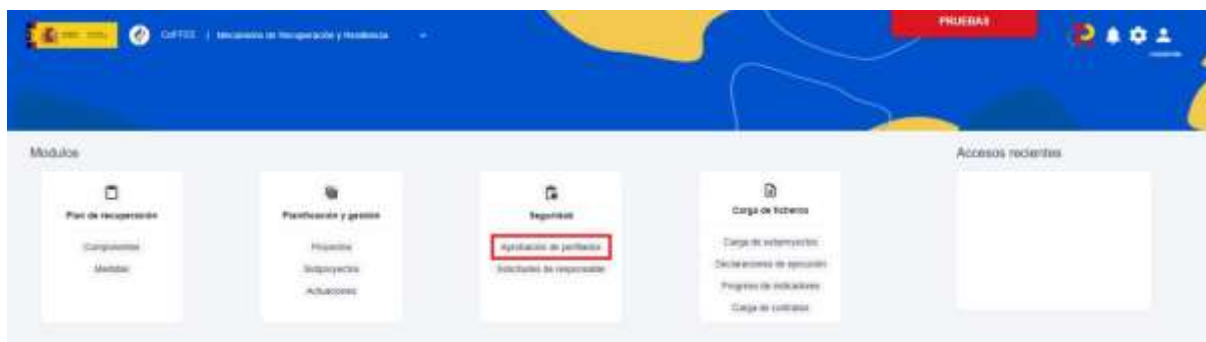 CoFFEE | Mecanismo de Recuperación y Resiliencia
PRUEBAS
Modulos
Accesos recientes
Plan de recuperación
Componentes
Medidas
Planificación y gestión
Proyectos
Subproyectos
Actuaciones
Seguridad
Aprobación de perfilados
Solicitudes de responsable
Carga de ficheros
Carga de subproyectos
Declaraciones de ejecución
Progreso de indicadores
Carga de contratos